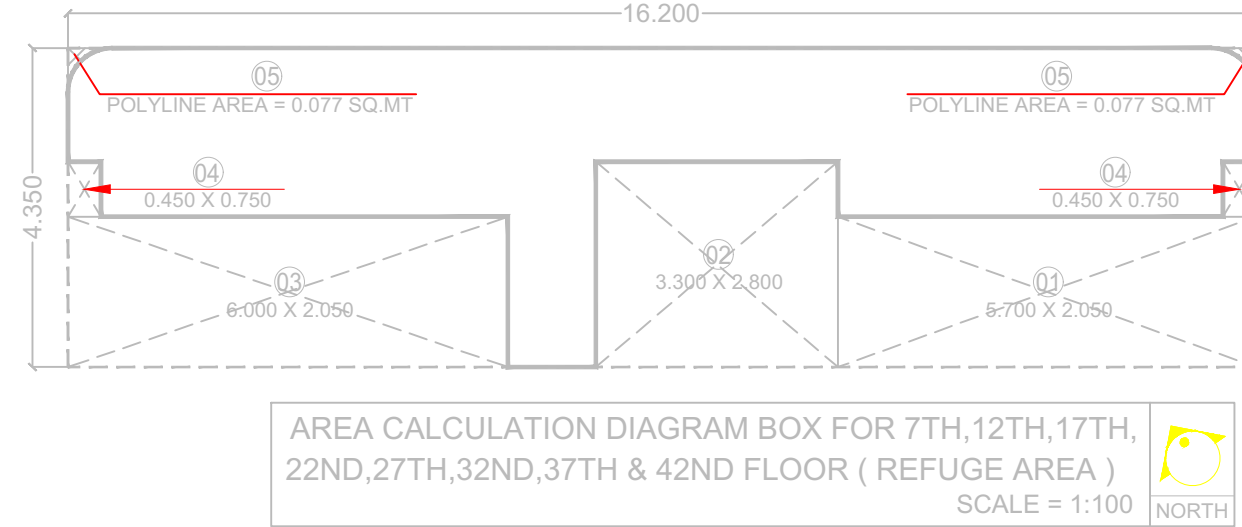 16.200
05
POLYLINE AREA = 0.077 SQ.MT
05
POLYLINE AREA = 0.077 SQ.MT
4.350
04
0.450 X 0.750
04
0.450 X 0.750
02
3.300 X 2.800
03
6.000 X 2.050
01
5.700 X 2.050
AREA CALCULATION DIAGRAM BOX FOR 7TH,12TH,17TH,
22ND,27TH,32ND,37TH & 42ND FLOOR ( REFUGE AREA )
SCALE = 1:100
NORTH